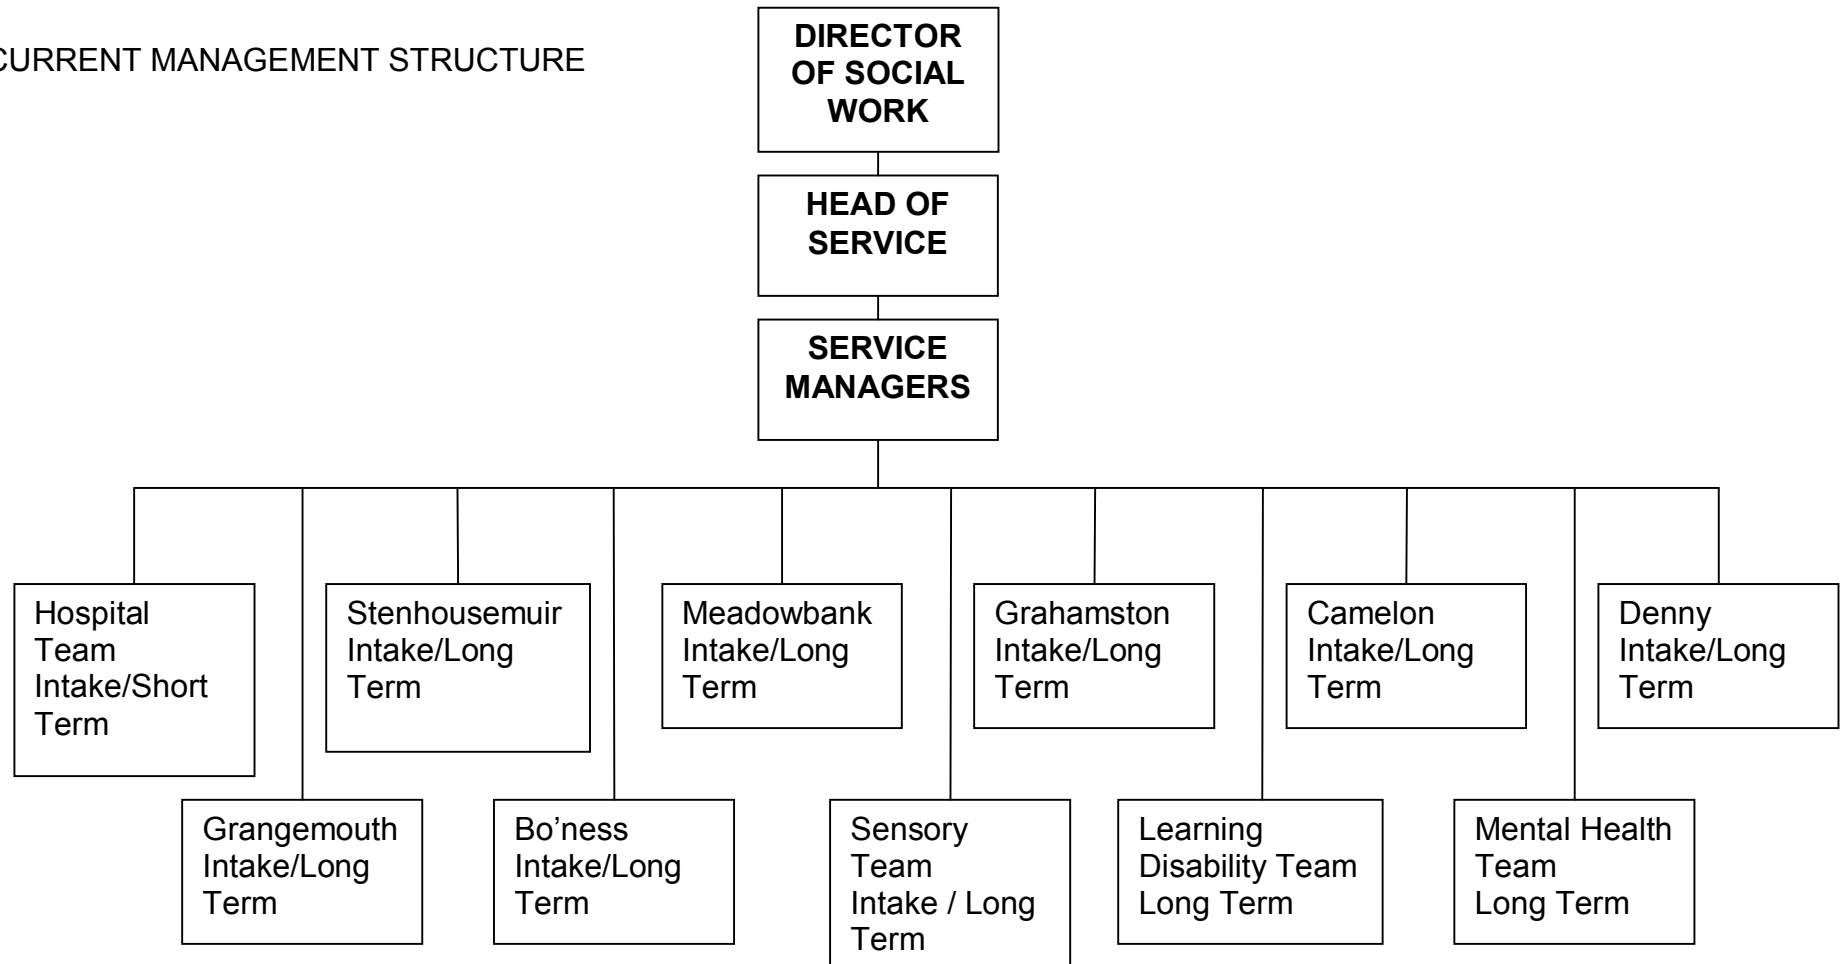 CURRENT MANAGEMENT STRUCTURE
DIRECTOR
OF SOCIAL
WORK
HEAD OF
SERVICE
SERVICE
MANAGERS
Hospital
Team
Intake/Short
Term
Stenhousemuir
Intake/Long
Term
Meadowbank
Intake/Long
Term
Grahamston
Intake/Long
Term
Camelon
Intake/Long
Term
Denny
Intake/Long
Term
Grangemouth
Intake/Long
Term
Bo’ness
Intake/Long
Term
Sensory
Team
Intake / Long
Term
Learning
Disability Team
Long Term
Mental Health
Team
Long Term